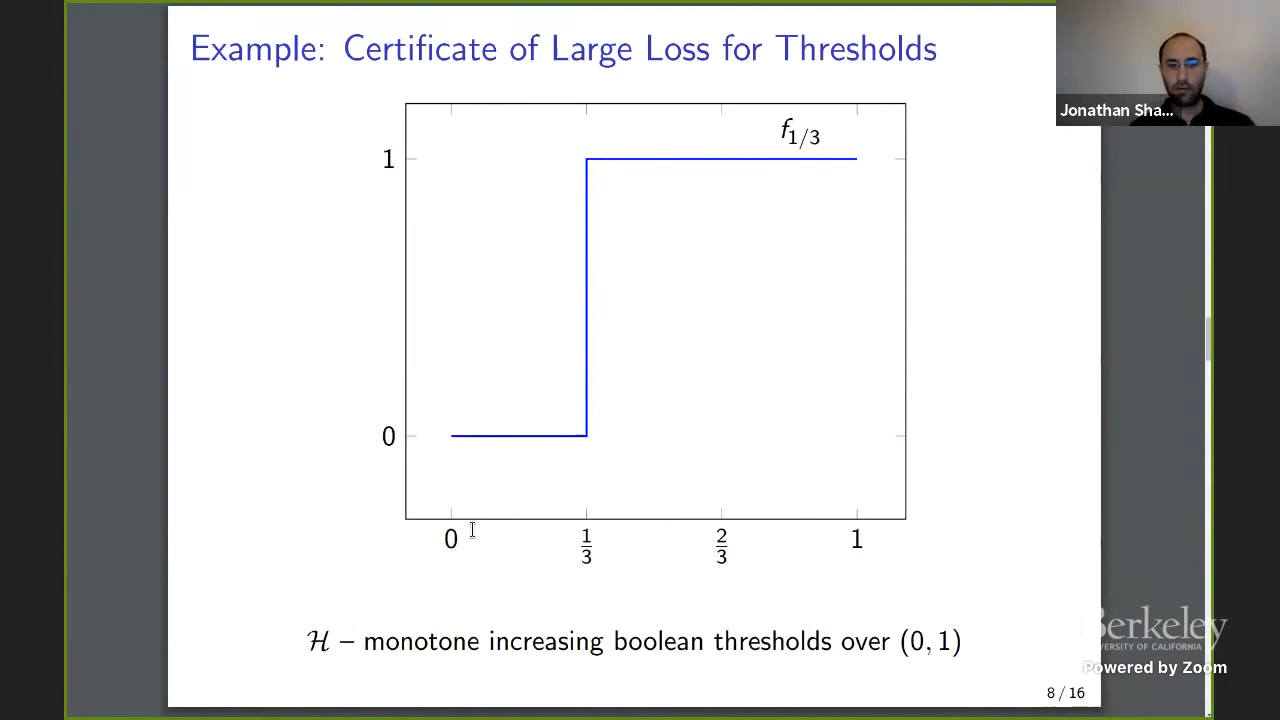 Example: Certificate of Large Loss for Thresholds
Jonathan Sha...
f1/3
1
0
0 1/3 2/3 1
H – monotone increasing boolean thresholds over (0, 1)
Berkeley
UNIVERSITY OF CALIFORNIA
Powered by Zoom
8 / 16